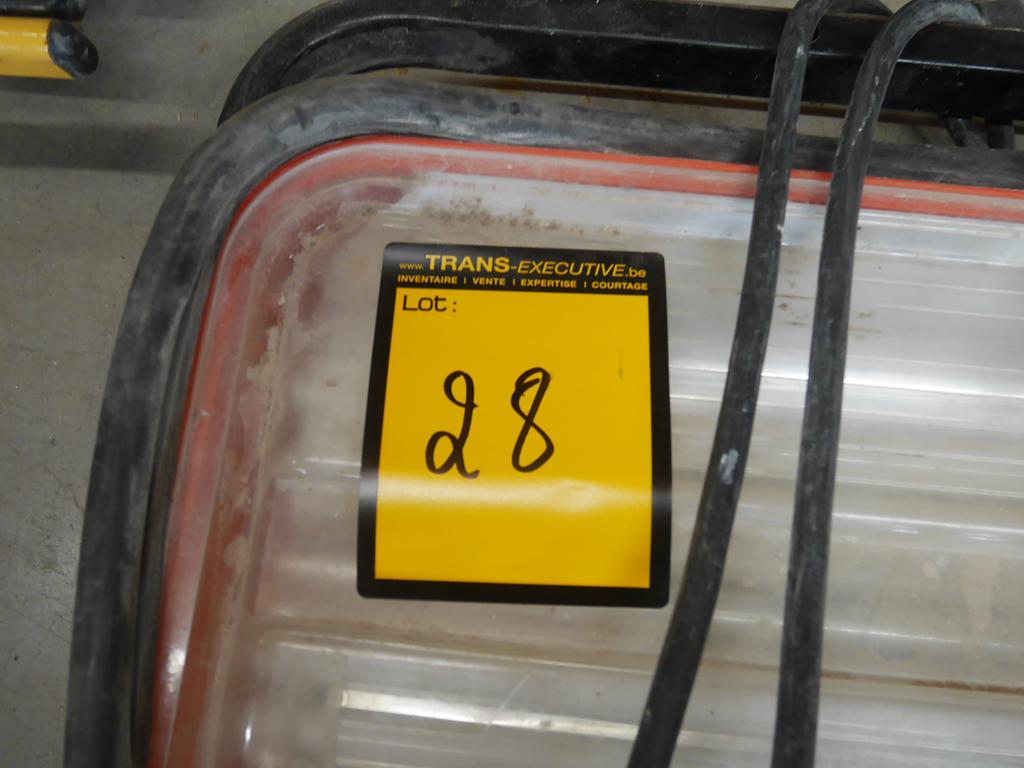 www.TRANS-EXECUTIVE.be
INVENTAIRE | VENTE | EXPERTISE | COURTAGE
Lot:
28